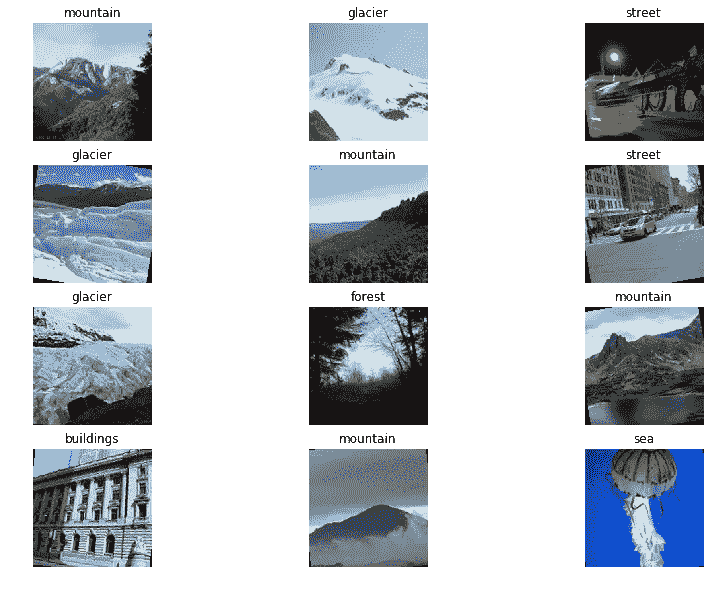 mountain glacier street
glacier mountain street
glacier forest mountain
buildings mountain sea